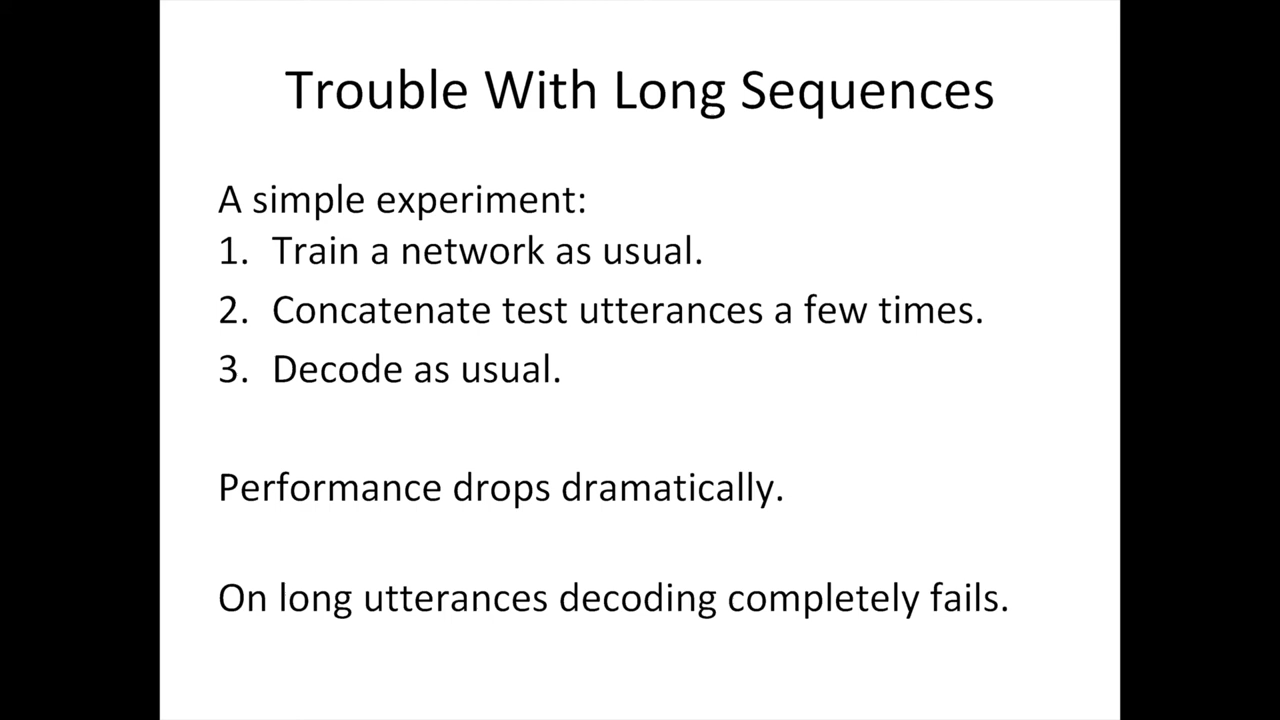 Trouble With Long Sequences
A simple experiment:
1. Train a network as usual.
2. Concatenate test utterances a few times.
3. Decode as usual.
Performance drops dramatically.
On long utterances decoding completely fails.